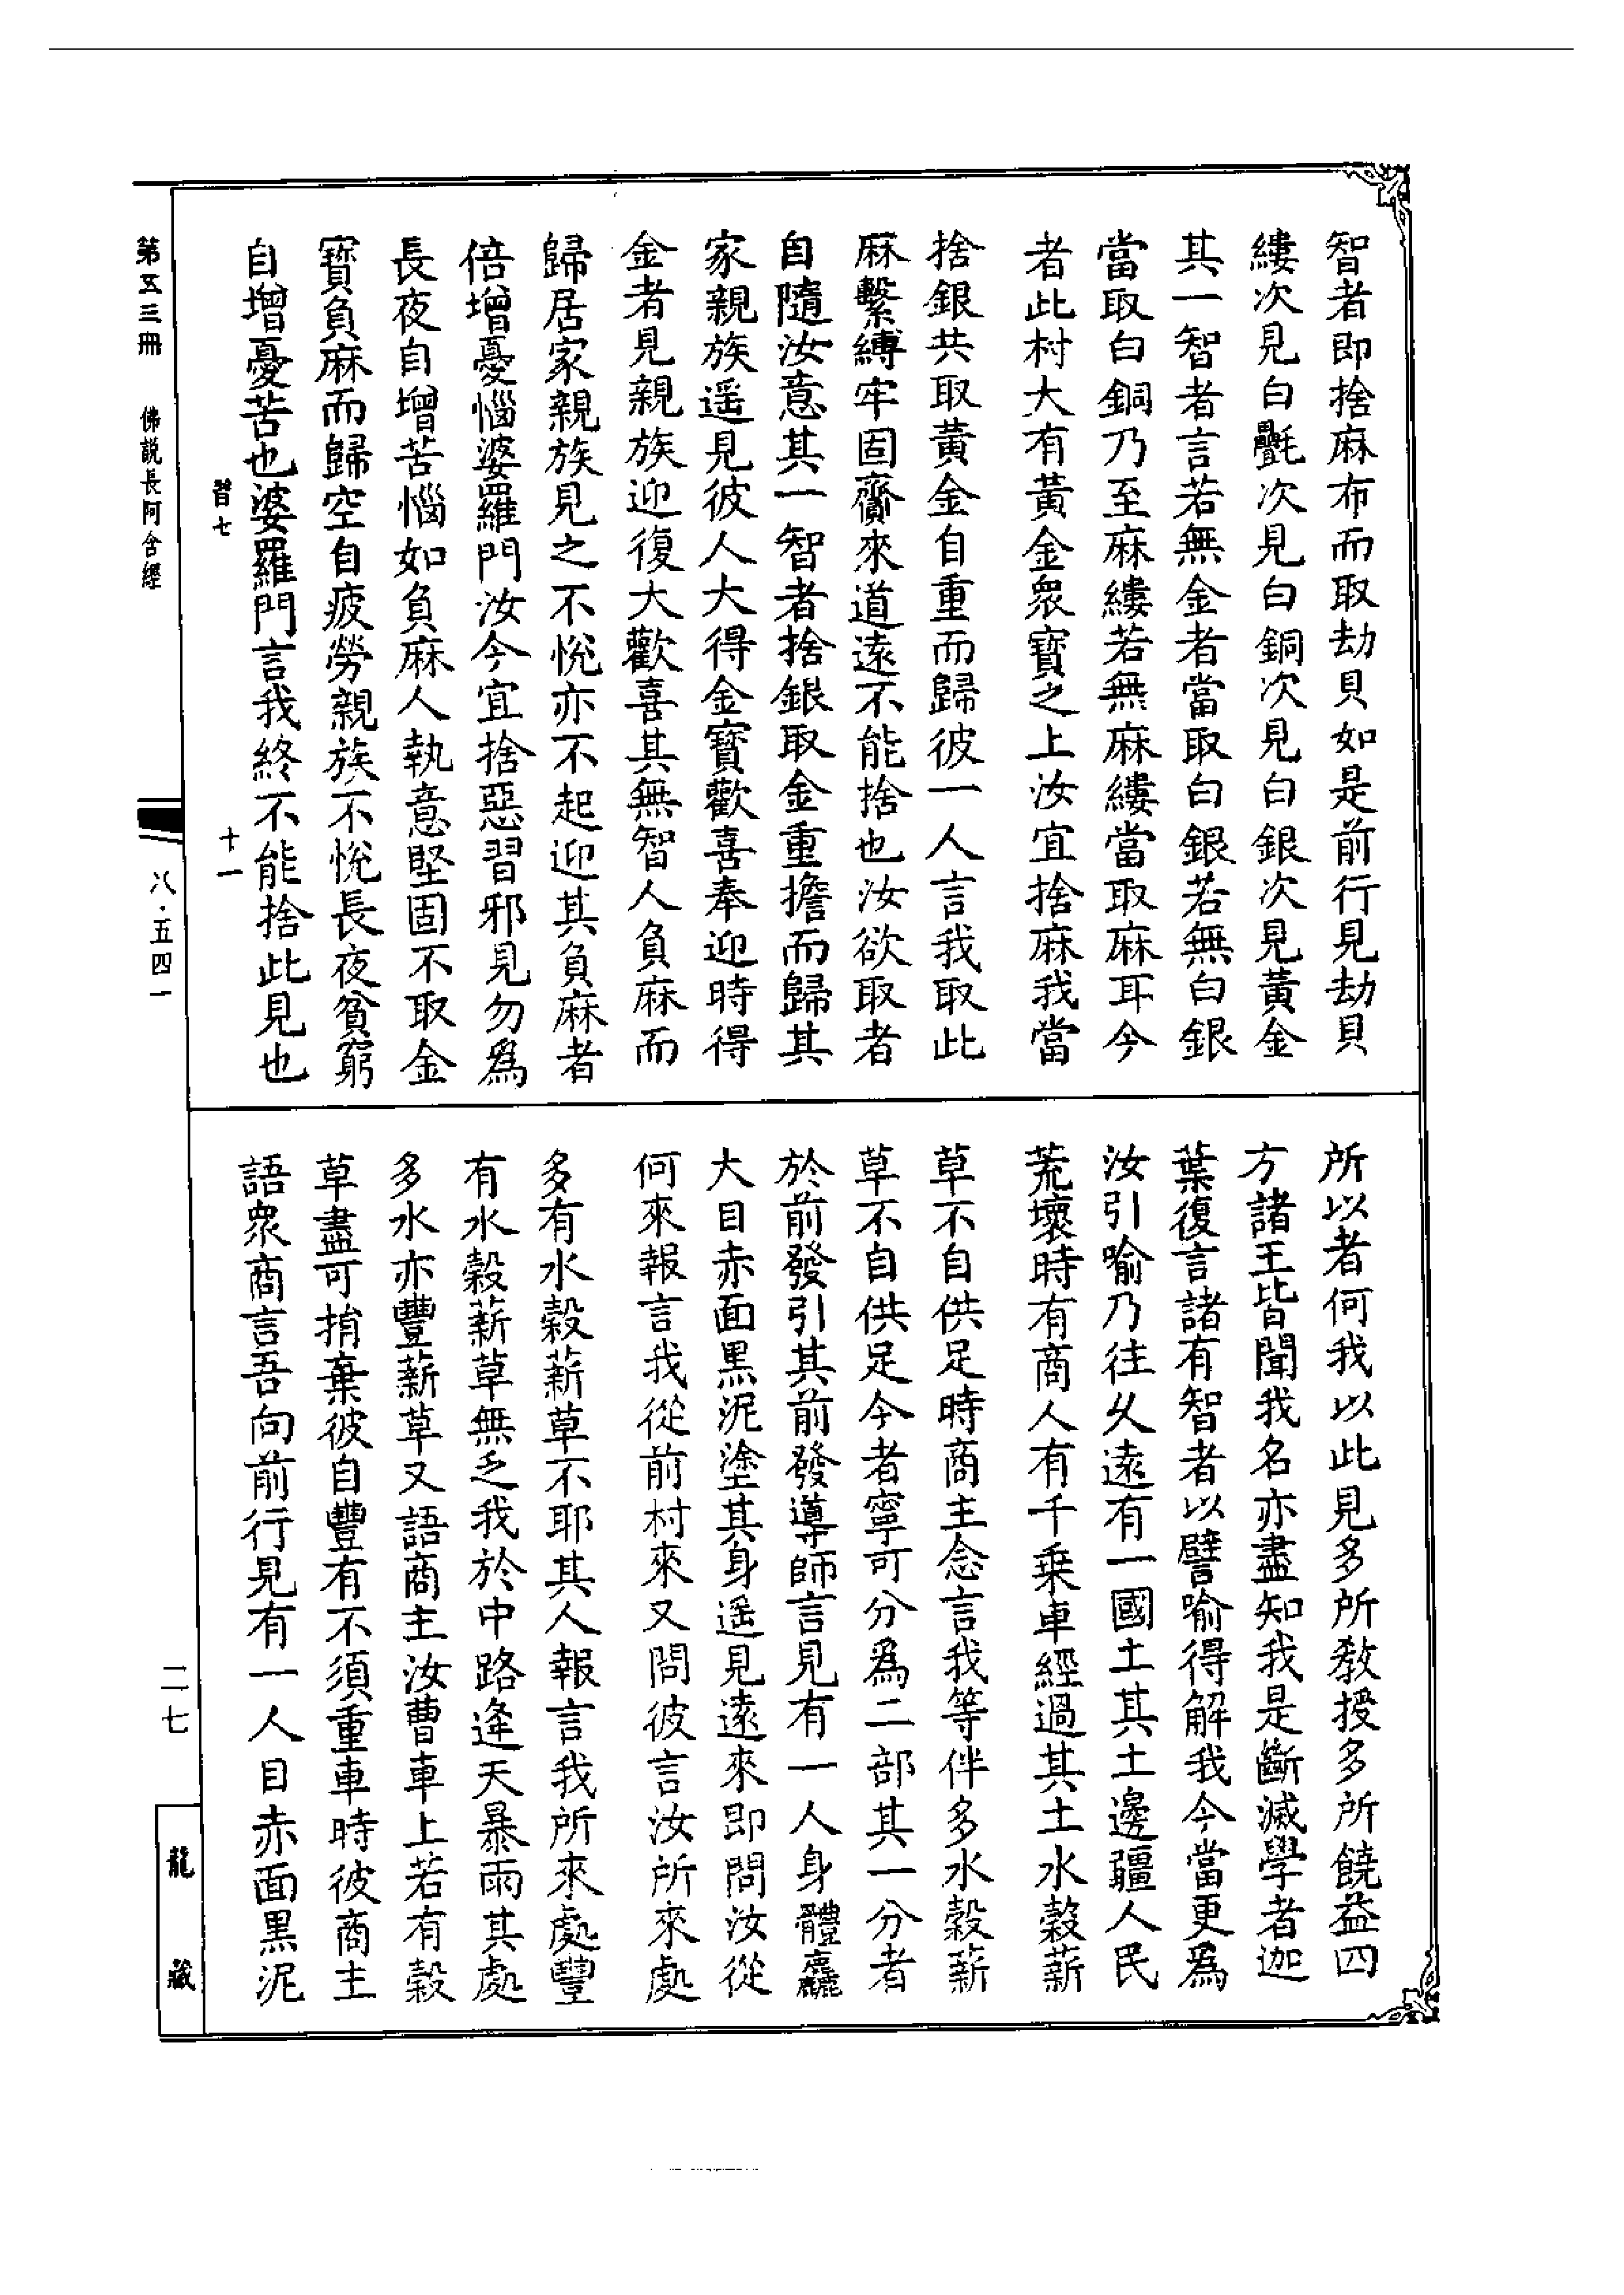 智者即捨麻布而取劫貝如是前行見劫貝
縷次見白㲲次見白銅次見白銀次見黃金
其一智者言若無金者當取白銀若無白銀
當取白銅乃至麻縷若無麻縷當取麻耳今
者此村大有黃金衆寶之上汝宜捨麻我當
捨銀共取黃金自重而歸彼一人言我取此
麻繫縛牢固齎來道遠不能捨也汝欲取者
自隨汝意其一智者捨銀取金重擔而歸其
家親族遥見彼人大得金寶歡喜奉迎時得
金者見親族迎復大歡喜其無智人負麻而
歸居家親族見之不悅亦不起迎其負麻者
倍增憂惱婆羅門汝今宜捨惡習邪見勿為
長夜自增苦惱如負麻人執意堅固不取金
寶負麻而歸空自疲勞親族不悅長夜貧窮
自增憂苦也婆羅門言我終不能捨此見也
所以者何我以此見多所教授多所饒益四
方諸王皆聞我名亦盡知我是斷滅學者迦
葉復言諸有智者以譬喻得解我今當更為
汝引喻乃往久遠有一國土其土邊疆人民
荒壞時有商人有千乘車經過其土水穀薪
草不自供足時商主念言我等伴多水穀薪
草不自供足今者寧可分為二部其一分者
於前發引其前發導師言見有一人身體麤
大目赤面黑泥塗其身遥見遠來即問汝從
何來報言我從前村來又問彼言汝所來處
多有水穀薪草不耶其人報言我所來處豐
有水穀薪草無乏我於中路逢天暴雨其處
多水亦豐薪草又語商主汝曹車上若有穀
草盡可捐棄彼自豐有不須重車時彼商主
語衆商言吾向前行見有一人目赤面黑泥
習七
十一
第五三冊 佛説長阿含經
八·五四一
二七
龍藏